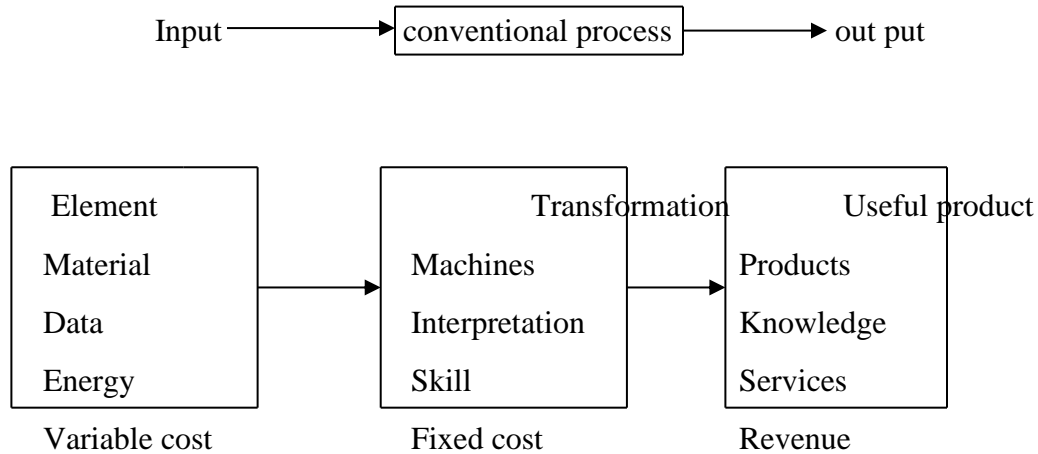 Input conventional process out put
Element Transformation Useful product
Material Machines Products
Data Interpretation Knowledge
Energy Skill Services
Variable cost Fixed cost Revenue